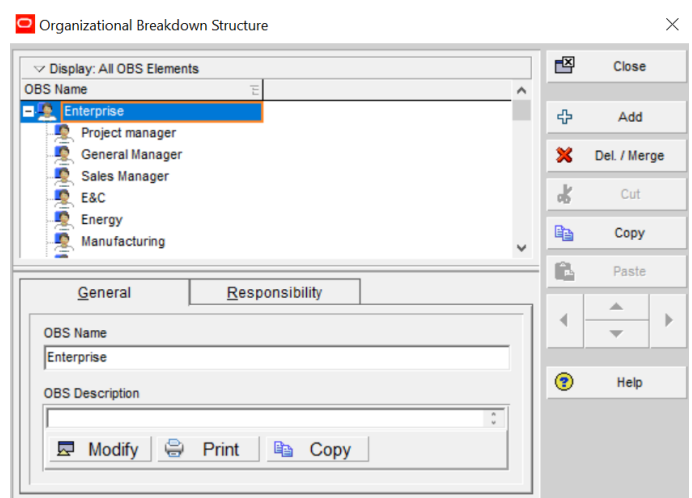 Organizational Breakdown Structure
Display: All OBS Elements
OBS Name
Enterprise
Project manager
General Manager
Sales Manager
E&C
Energy
Manufacturing
General
Responsibility
OBS Name
Enterprise
OBS Description
Modify
Print
Copy
Close
Add
Del. / Merge
Cut
Copy
Paste
Help